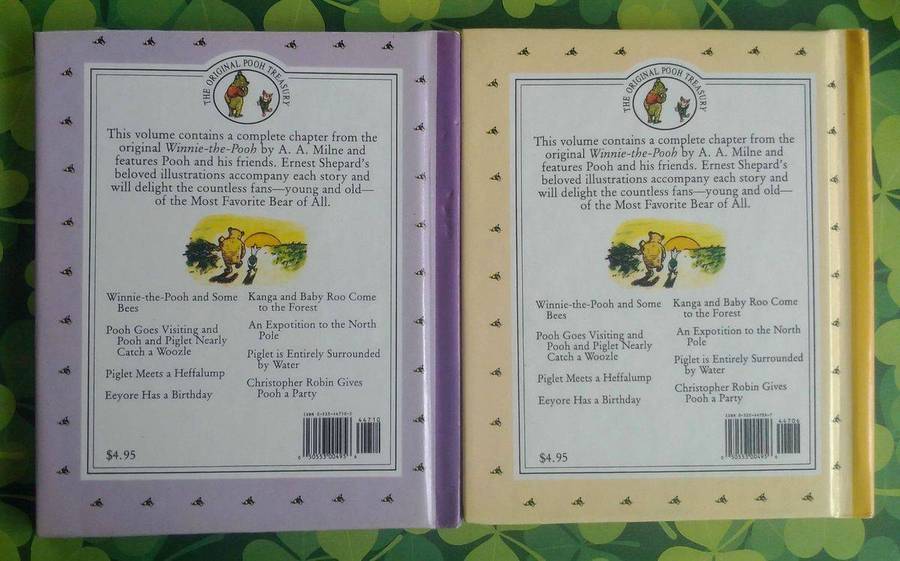 THE ORIGINAL POOH TREASURY
This volume contains a complete chapter from the
original Winnie-the-Pooh by A. A. Milne and
features Pooh and his friends. Ernest Shepard's
beloved illustrations accompany each story and
will delight the countless fans—young and old—
of the Most Favorite Bear of All.
Winnie-the-Pooh and Some
Bees
Pooh Goes Visiting and
Pooh and Piglet Nearly
Catch a Woozle
Piglet Meets a Heffalump
Eeyore Has a Birthday
Kanga and Baby Roo Come
to the Forest
An Expotition to the North
Pole
Piglet is Entirely Surrounded
by Water
Christopher Robin Gives
Pooh a Party
44710
$4.95
THE ORIGINAL POOH TREASURY
This volume contains a complete chapter from the
original Winnie-the-Pooh by A. A. Milne and
features Pooh and his friends. Ernest Shepard's
beloved illustrations accompany each story and
will delight the countless fans—young and old—
of the Most Favorite Bear of All.
Winnie-the-Pooh and Some
Bees
Pooh Goes Visiting and
Pooh and Piglet Nearly
Catch a Woozle
Piglet Meets a Heffalump
Eeyore Has a Birthday
Kanga and Baby Roo Come
to the Forest
An Expotition to the North
Pole
Piglet is Entirely Surrounded
by Water
Christopher Robin Gives
Pooh a Party
44706
$4.95